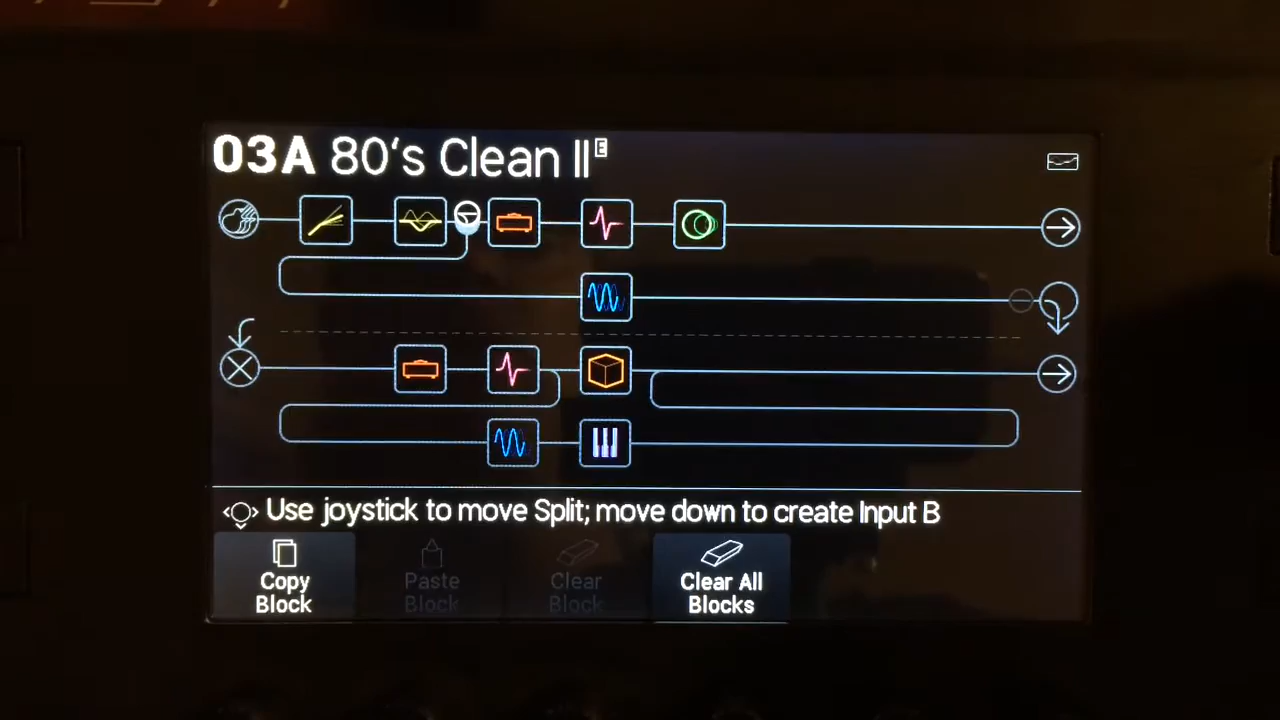 03A 80's Clean II E
Use joystick to move Split; move down to create Input B
Copy
Block
Paste
Block
Clear
Block
Clear All
Blocks